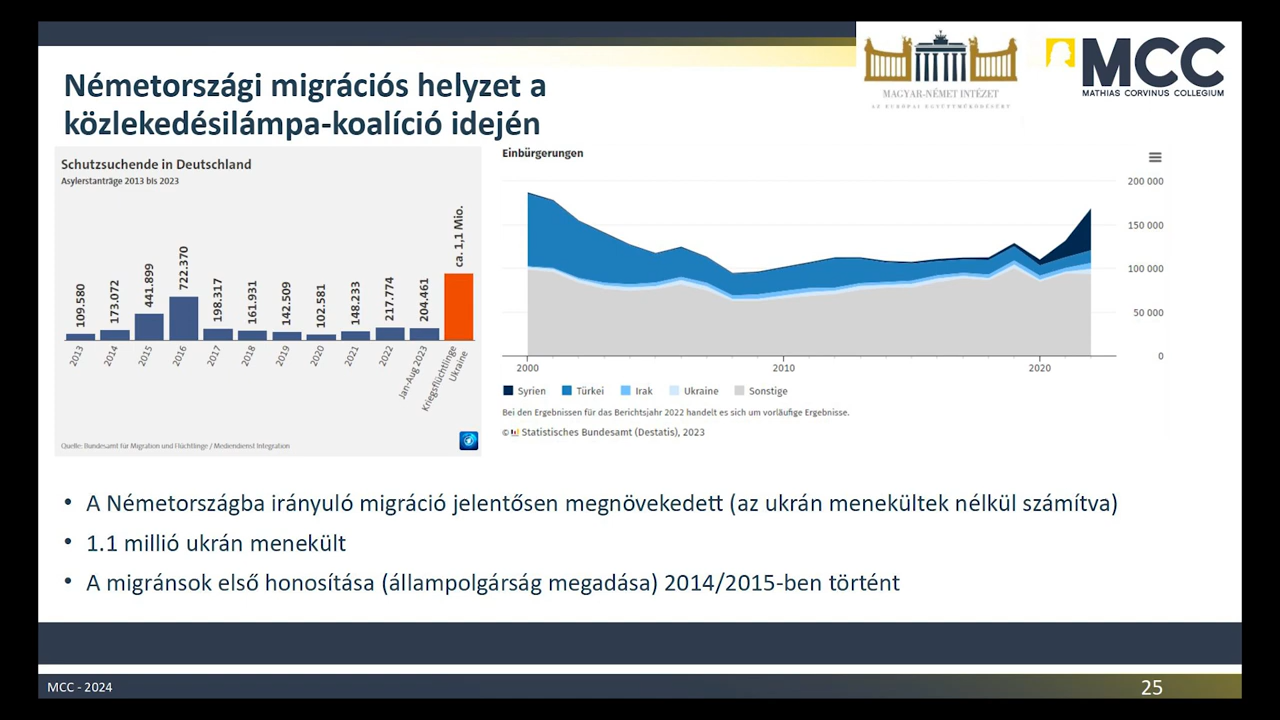 MAGYAR-NÉMET INTÉZET
AZ EURÓPAI EGYÜTTMŰKÖDÉSÉRT
MCC
MATHIAS CORVINUS COLLEGIUM
Németországi migrációs helyzet a
közlekedésilámpa-koalíció idején
Schutzsuchende in Deutschland
Asylerstanträge 2013 bis 2023
109.580
173.072
441.899
722.370
198.317
161.931
142.509
102.581
148.233
217.774
204.461
ca. 1,1 Mio.
2013
2014
2015
2016
2017
2018
2019
2020
2021
2022
Jan-Aug 2023
Kriegsflüchtlinge
Ukraine
Quelle: Bundesamt für Migration und Flüchtlinge / Mediendienst Integration
Einbürgerungen
200 000
150 000
100 000
50 000
0
2000
2010
2020
Syrien
Türkei
Irak
Ukraine
Sonstige
Bei den Ergebnissen für das Berichtsjahr 2022 handelt es sich um vorläufige Ergebnisse.
© Statistisches Bundesamt (Destatis), 2023
• A Németországba irányuló migráció jelentősen megnövekedett (az ukrán menekültek nélkül számítva)
• 1.1 millió ukrán menekült
• A migránsok első honosítása (állampolgárság megadása) 2014/2015-ben történt
MCC - 2024
25